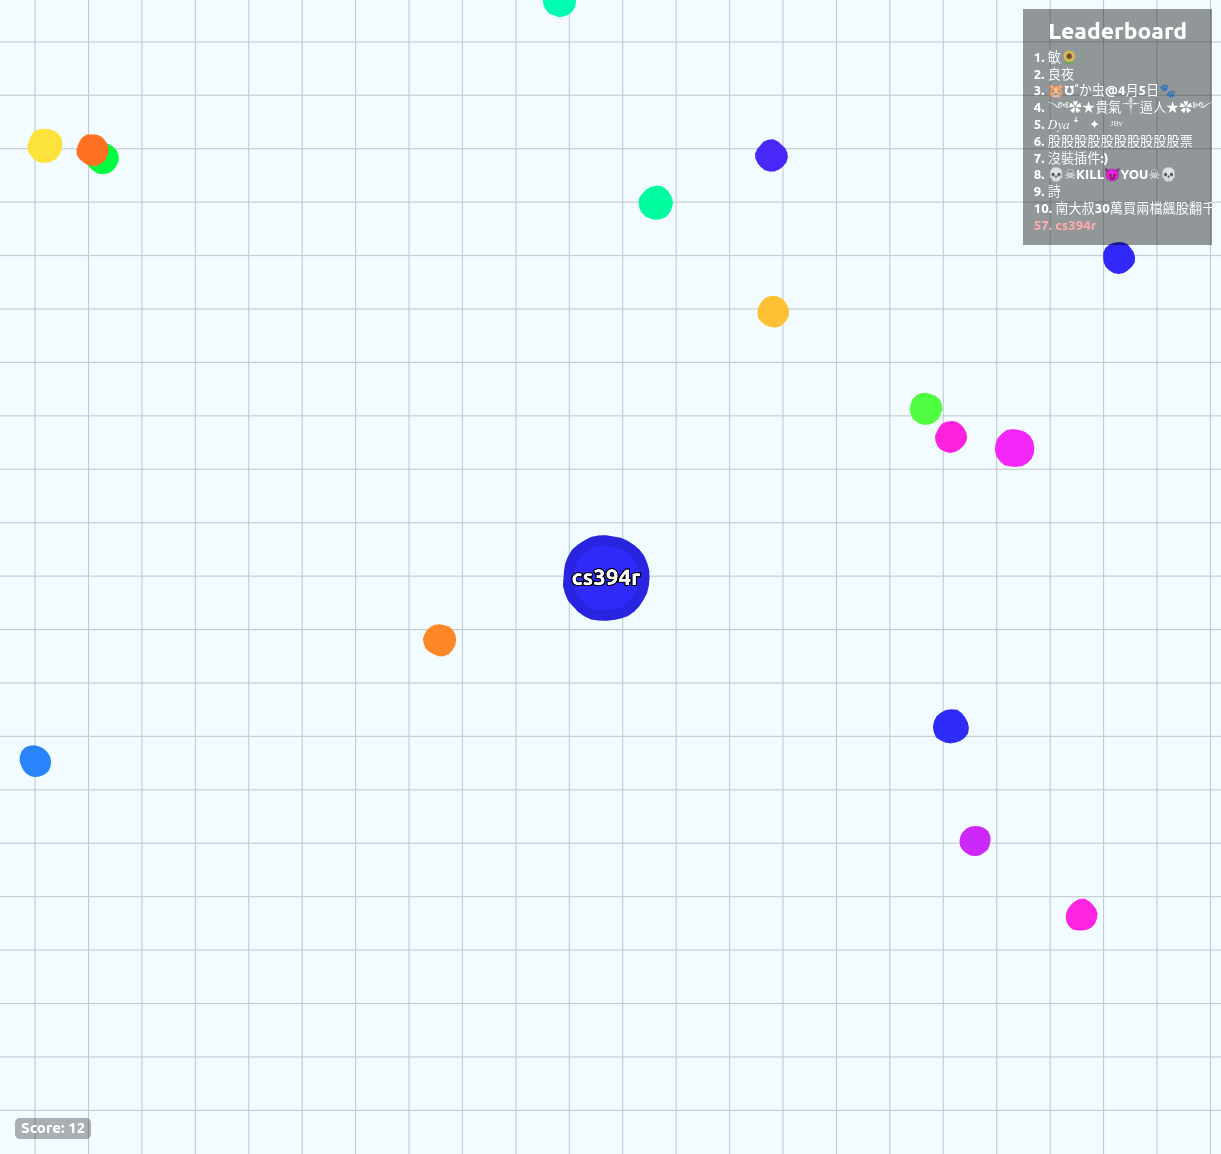 Leaderboard
1. 敏🌻
2. 良夜
3. 🐹℧ﾟか虫@4月5日🐾
4. ༺✿★貴氣༒逼人★✿༻
5. 𝐷𝑦𝑎 ⸸ ✦ ᴶᴮᵛ
6. 股股股股股股股股股股票
7. 沒裝插件:)
8. 💀☠KILL😈YOU☠💀
9. 詩
10. 南大叔30萬買兩檔飆股翻千
57. cs394r
cs394r
Score: 12